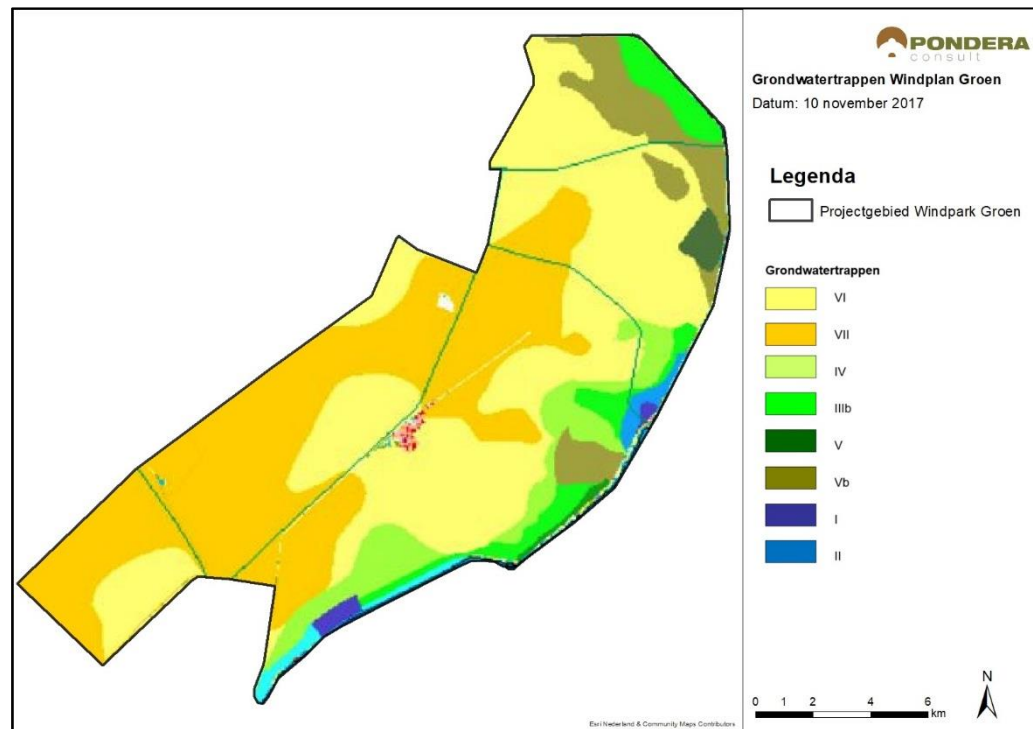 PONDERA
consult
Grondwatertrappen Windplan Groen
Datum: 10 november 2017
Legenda
Projectgebied Windpark Groen
Grondwatertrappen
VI
VII
IV
IIIb
V
Vb
I
II
N
0 1 2 4 6
km
Esri Nederland & Community Maps Contributors